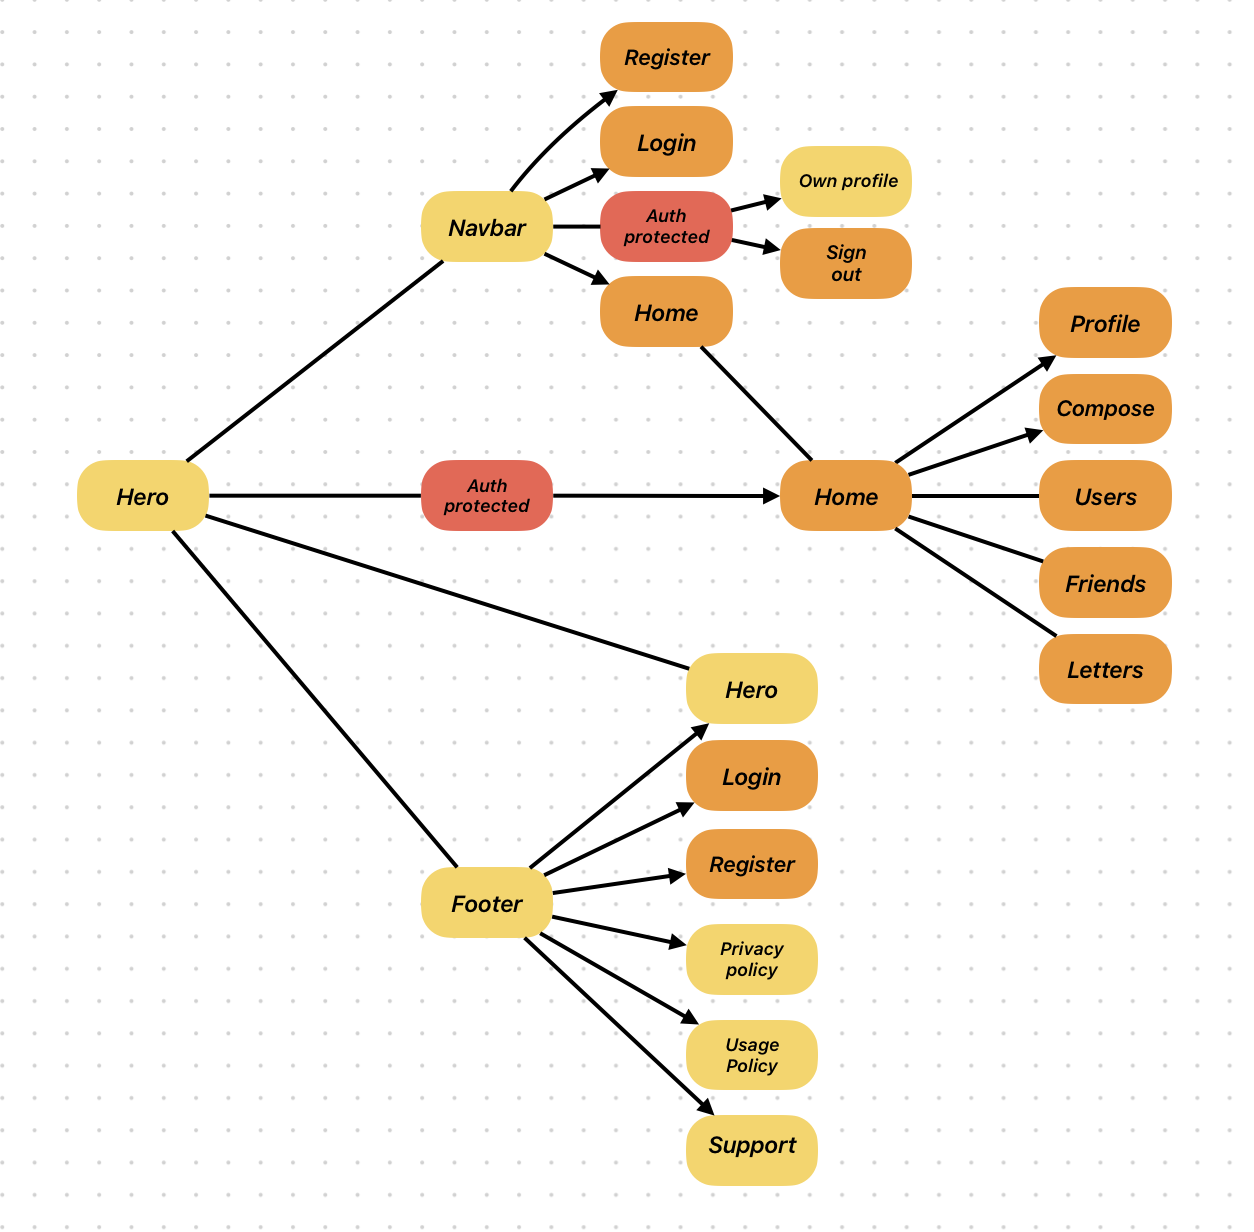 Register
Login
Own profile
Navbar
Auth
protected
Sign
out
Home
Profile
Compose
Hero
Auth
protected
Home
Users
Friends
Letters
Hero
Login
Register
Footer
Privacy
policy
Usage
Policy
Support